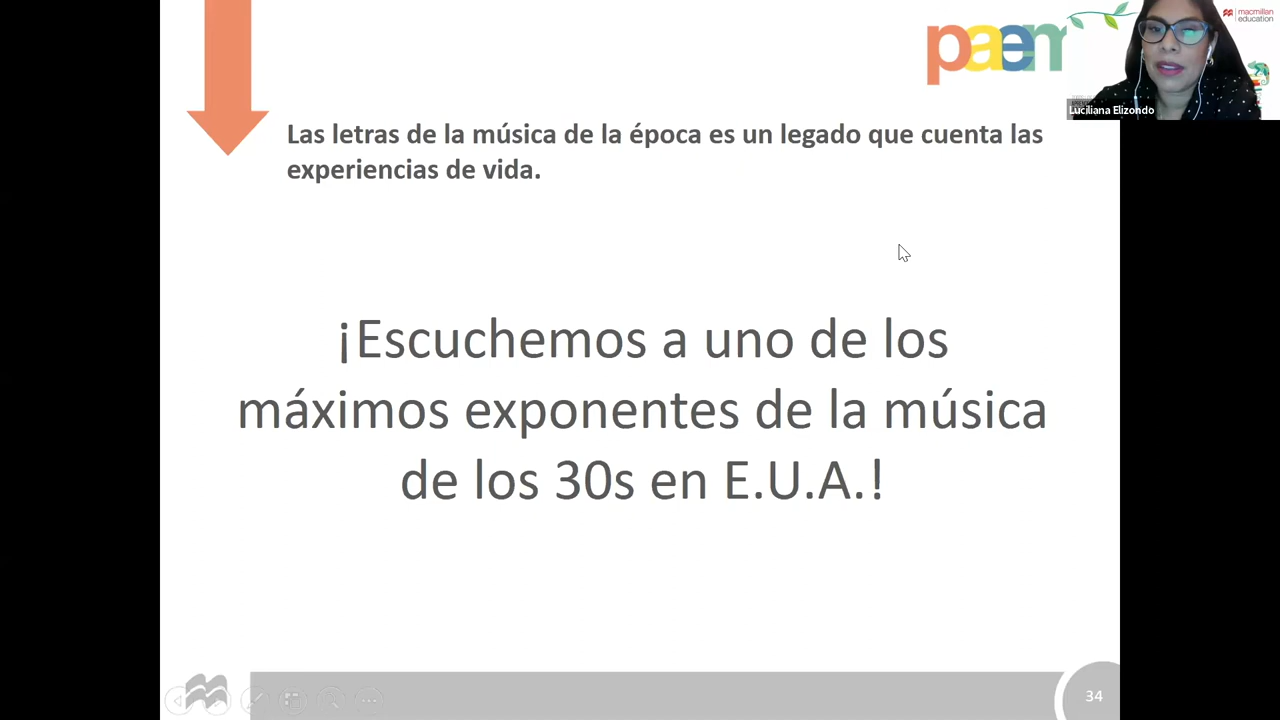 paem
macmillan
education
Luciliana Elizondo
Las letras de la música de la época es un legado que cuenta las
experiencias de vida.
¡Escuchemos a uno de los
máximos exponentes de la música
de los 30s en E.U.A.!
34